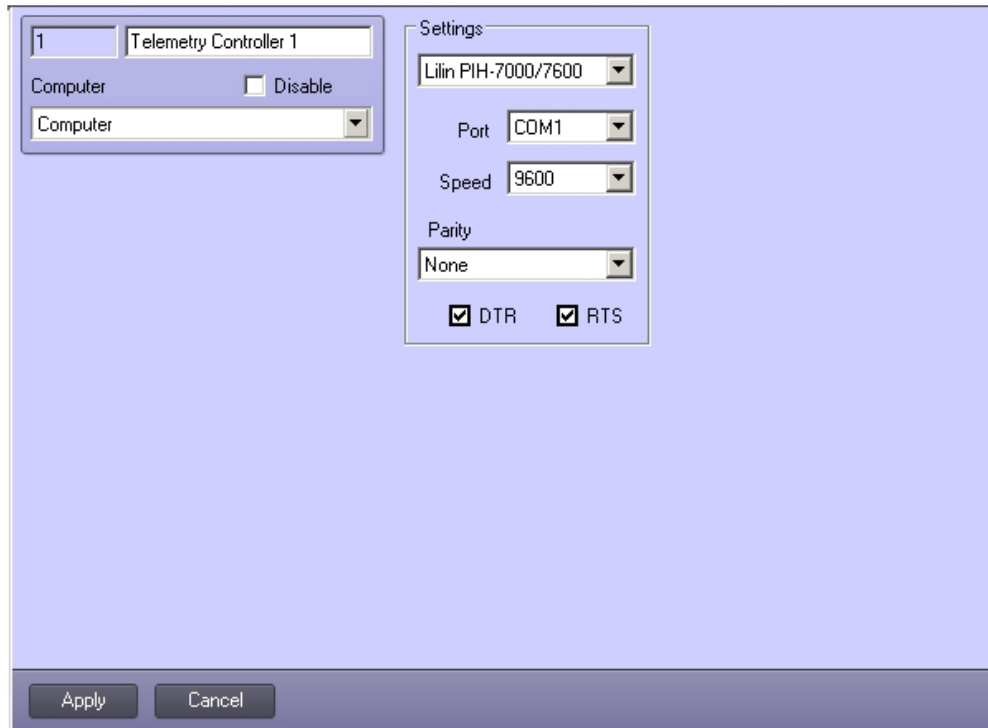 1
Telemetry Controller 1
Computer
Disable
Computer
Settings
Lilin PIH-7000/7600
Port COM1
Speed 9600
Parity
None
DTR RTS
Apply Cancel